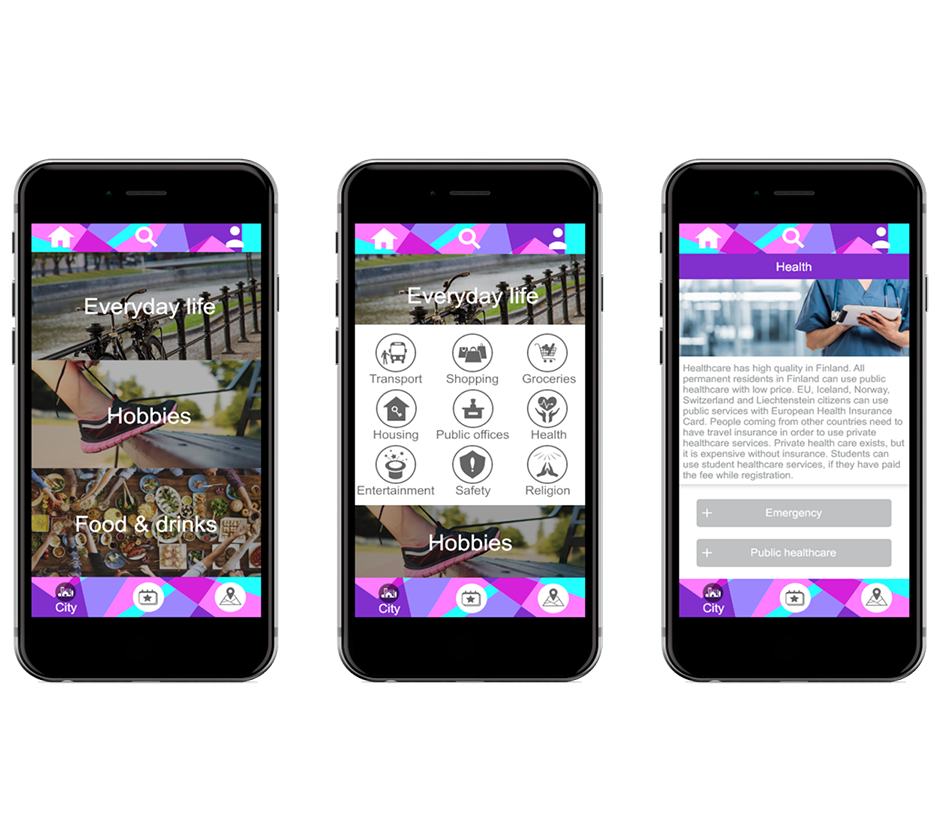 Everyday life
Hobbies
Food & drinks
City
Everyday life
Transport
Shopping
Groceries
Housing
Public offices
Health
Entertainment
Safety
Religion
Hobbies
City
Health
Healthcare has high quality in Finland. All
permanent residents in Finland can use public
healthcare with low price. EU, Iceland, Norway,
Switzerland and Liechtenstein citizens can use
public services with European Health Insurance
Card. People coming from other countries need to
have travel insurance in order to use private
healthcare services. Private health care exists, but
it is expensive without insurance. Students can
use student healthcare services, if they have paid
the fee while registration.
+ Emergency
+ Public healthcare
City